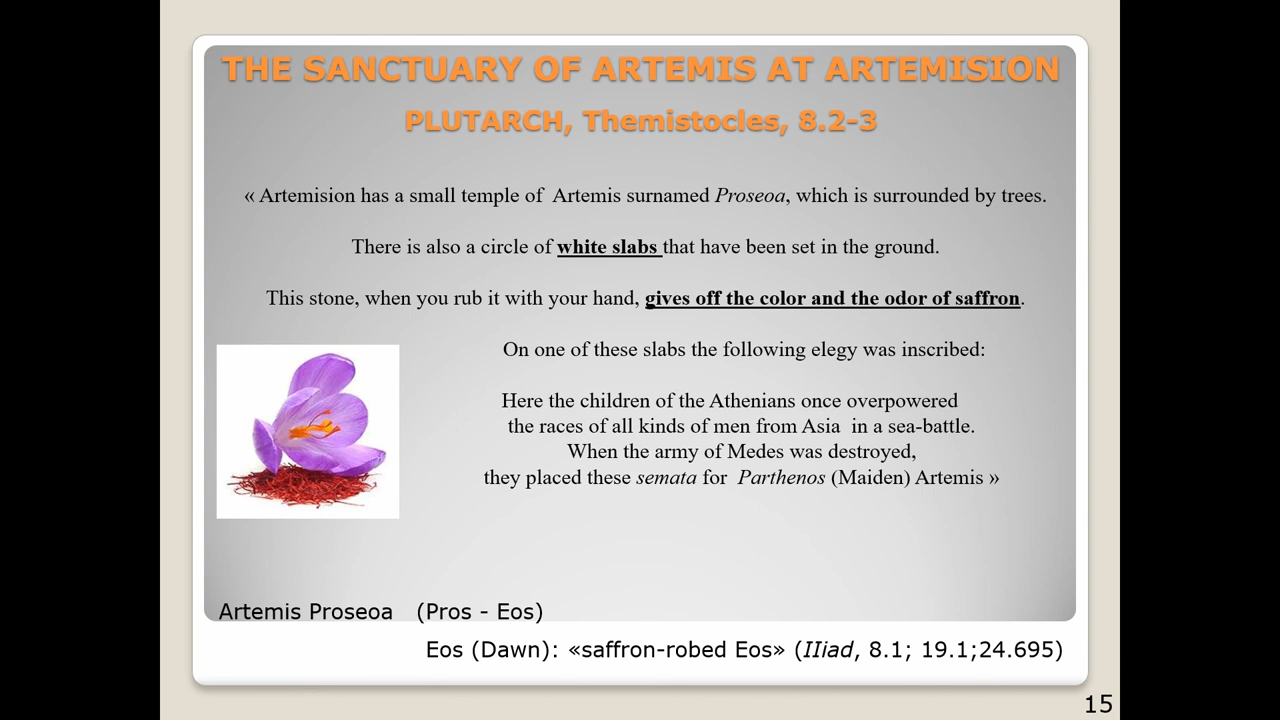 THE SANCTUARY OF ARTEMIS AT ARTEMISION
PLUTARCH, Themistocles, 8.2-3
« Artemision has a small temple of  Artemis surnamed Proseoa, which is surrounded by trees.
There is also a circle of white slabs that have been set in the ground.
This stone, when you rub it with your hand, gives off the color and the odor of saffron.
On one of these slabs the following elegy was inscribed:
Here the children of the Athenians once overpowered
the races of all kinds of men from Asia  in a sea-battle.
When the army of Medes was destroyed,
they placed these semata for  Parthenos (Maiden) Artemis »
Artemis Proseoa   (Pros - Eos)
Eos (Dawn): «saffron-robed Eos» (IIiad, 8.1; 19.1;24.695)
15